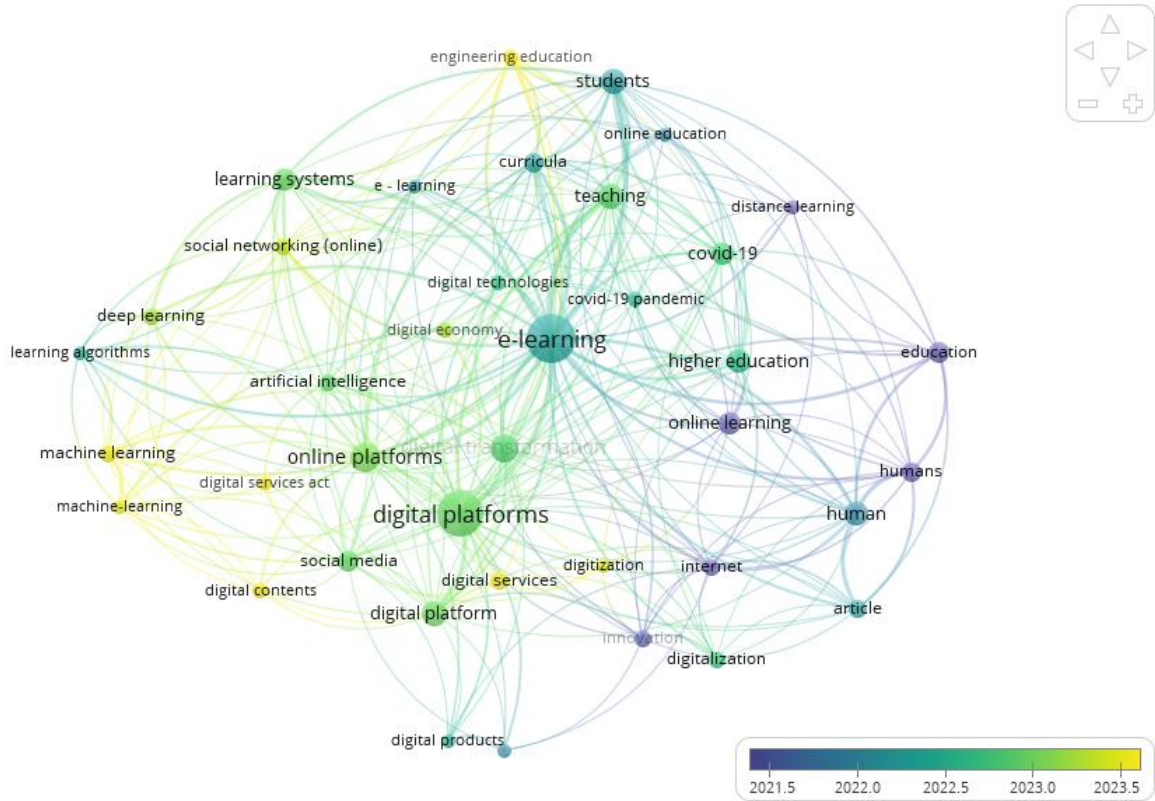 engineering education
students
online education
curricula
learning systems
e - learning
teaching
distance learning
social networking (online)
covid-19
digital technologies
covid-19 pandemic
deep learning
digital economy
e-learning
learning algorithms
education
higher education
artificial intelligence
online learning
digital transformation
machine learning
online platforms
humans
digital services act
machine-learning
digital platforms
human
social media
digitization
internet
digital services
digital contents
article
digital platform
innovation
digitalization
digital products
2021.5 2022.0 2022.5 2023.0 2023.5